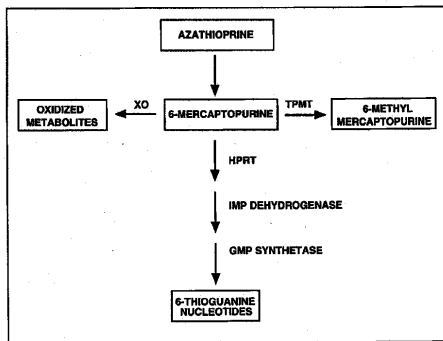 AZATHIOPRINE
XO
TPMT
OXIDIZED
METABOLITES
6-MERCAPTOPURINE
6-METHYL
MERCAPTOPURINE
HPRT
IMP DEHYDROGENASE
GMP SYNTHETASE
6-THIOGUANINE
NUCLEOTIDES